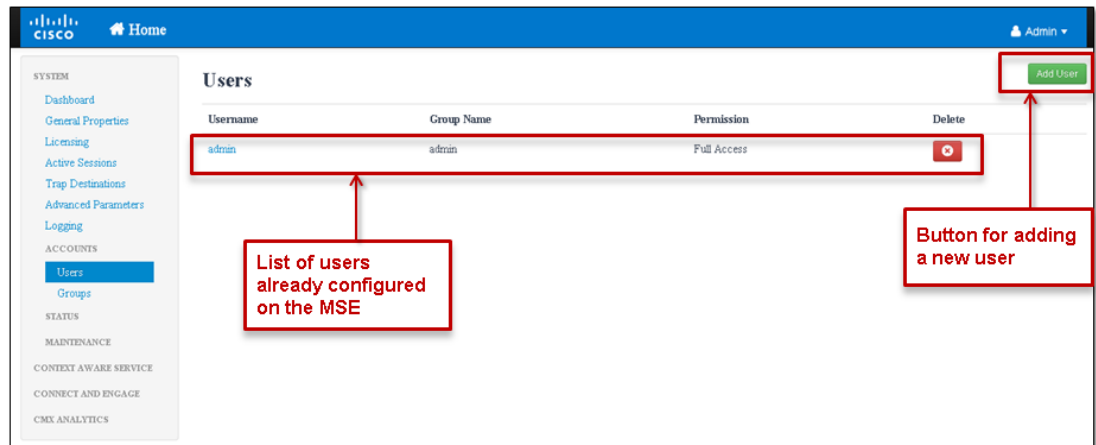 CISCO Home Admin
SYSTEM
Dashboard
General Properties
Licensing
Active Sessions
Trap Destinations
Advanced Parameters
Logging
ACCOUNTS
Users
Groups
STATUS
MAINTENANCE
CONTEXT AWARE SERVICE
CONNECT AND ENGAGE
CMX ANALYTICS
Users
Add User
Username Group Name Permission Delete
admin admin Full Access
List of users
already configured
on the MSE
Button for adding
a new user